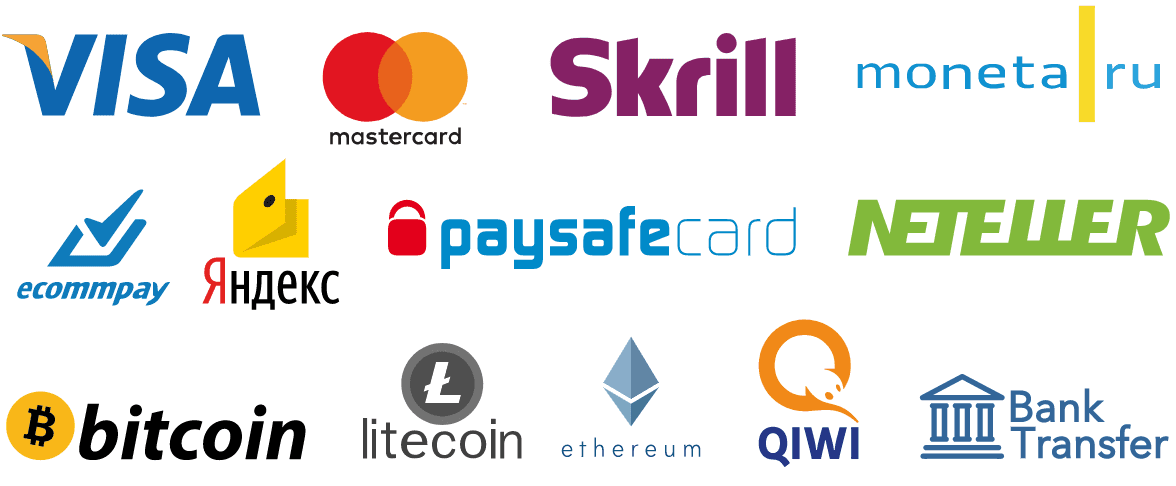 VISA
mastercard
Skrill
moneta ru
ecommpay
Яндекс
paysafecard
NETELLER
bitcoin
litecoin
ethereum
QIWI
Bank
Transfer